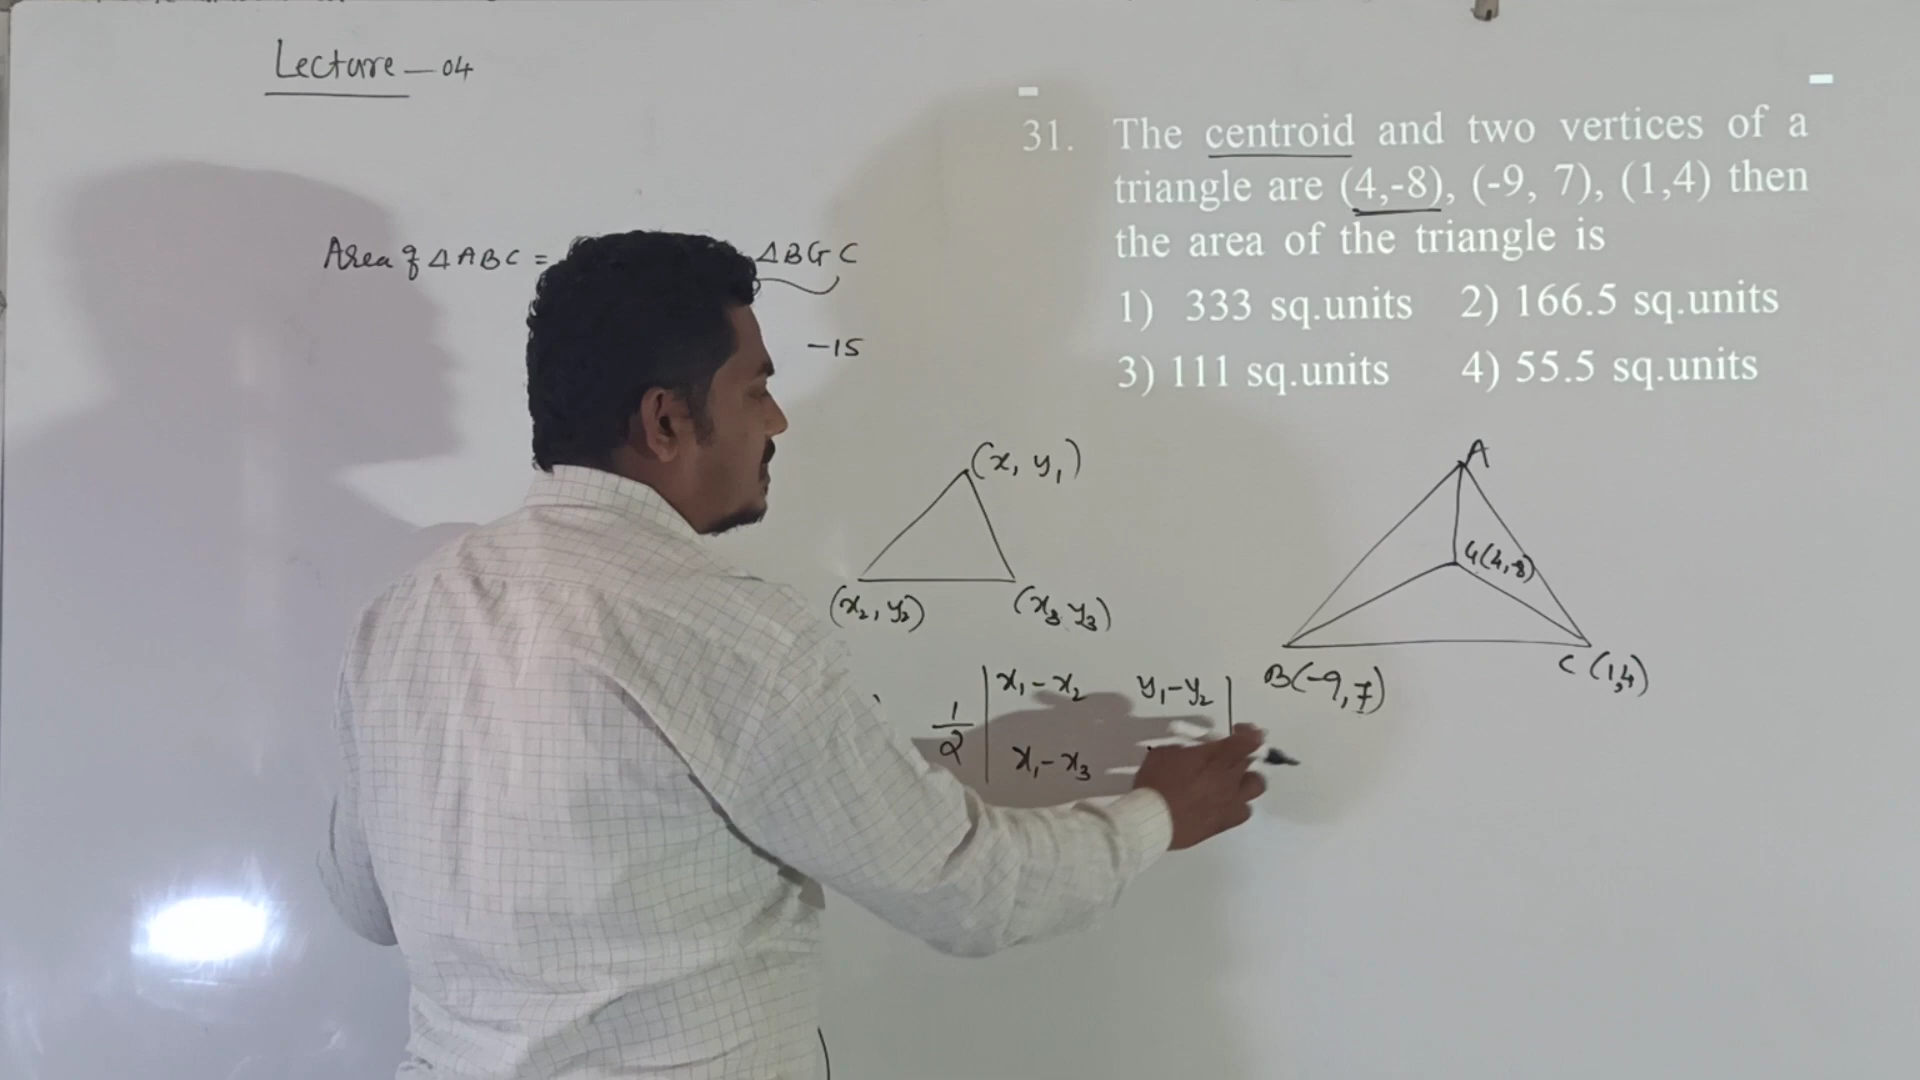 Lecture - 04
31. The centroid and two vertices of a
triangle are (4,-8), (-9, 7), (1,4) then
the area of the triangle is
1) 333 sq.units 2) 166.5 sq.units
3) 111 sq.units 4) 55.5 sq.units
Area of ΔABC = ΔBGC
-15
(x, y₁)
(x₂, y₂) (x₃ y₃)
1/2 | x₁-x₂ y₁-y₂ |
x₁-x₃
A
G(4,-8)
B(-9,7) C(1,4)